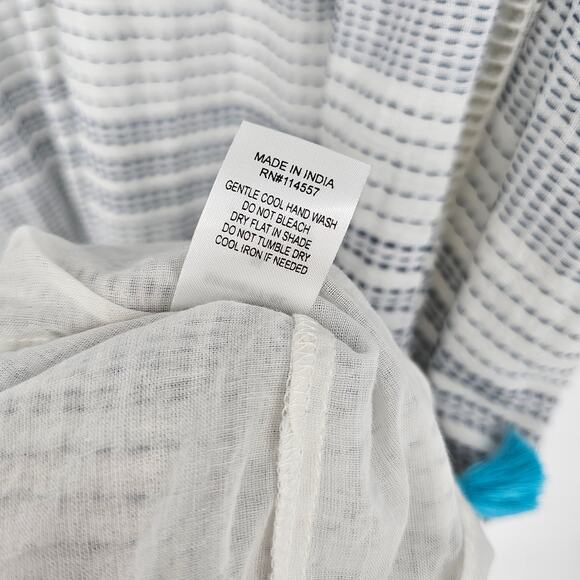 MADE IN INDIA
RN#114557
GENTLE COOL HAND WASH
DO NOT BLEACH
DRY FLAT IN SHADE
DO NOT TUMBLE DRY
COOL IRON IF NEEDED